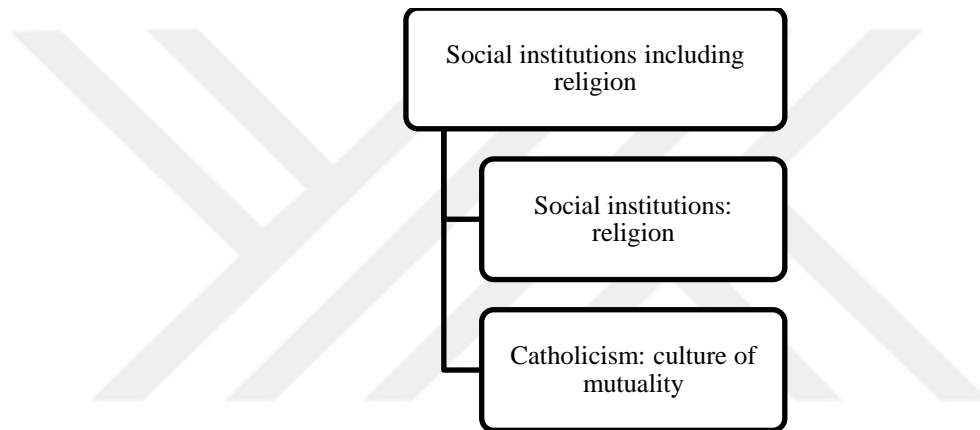 Social institutions including
religion
Social institutions:
religion
Catholicism: culture of
mutuality